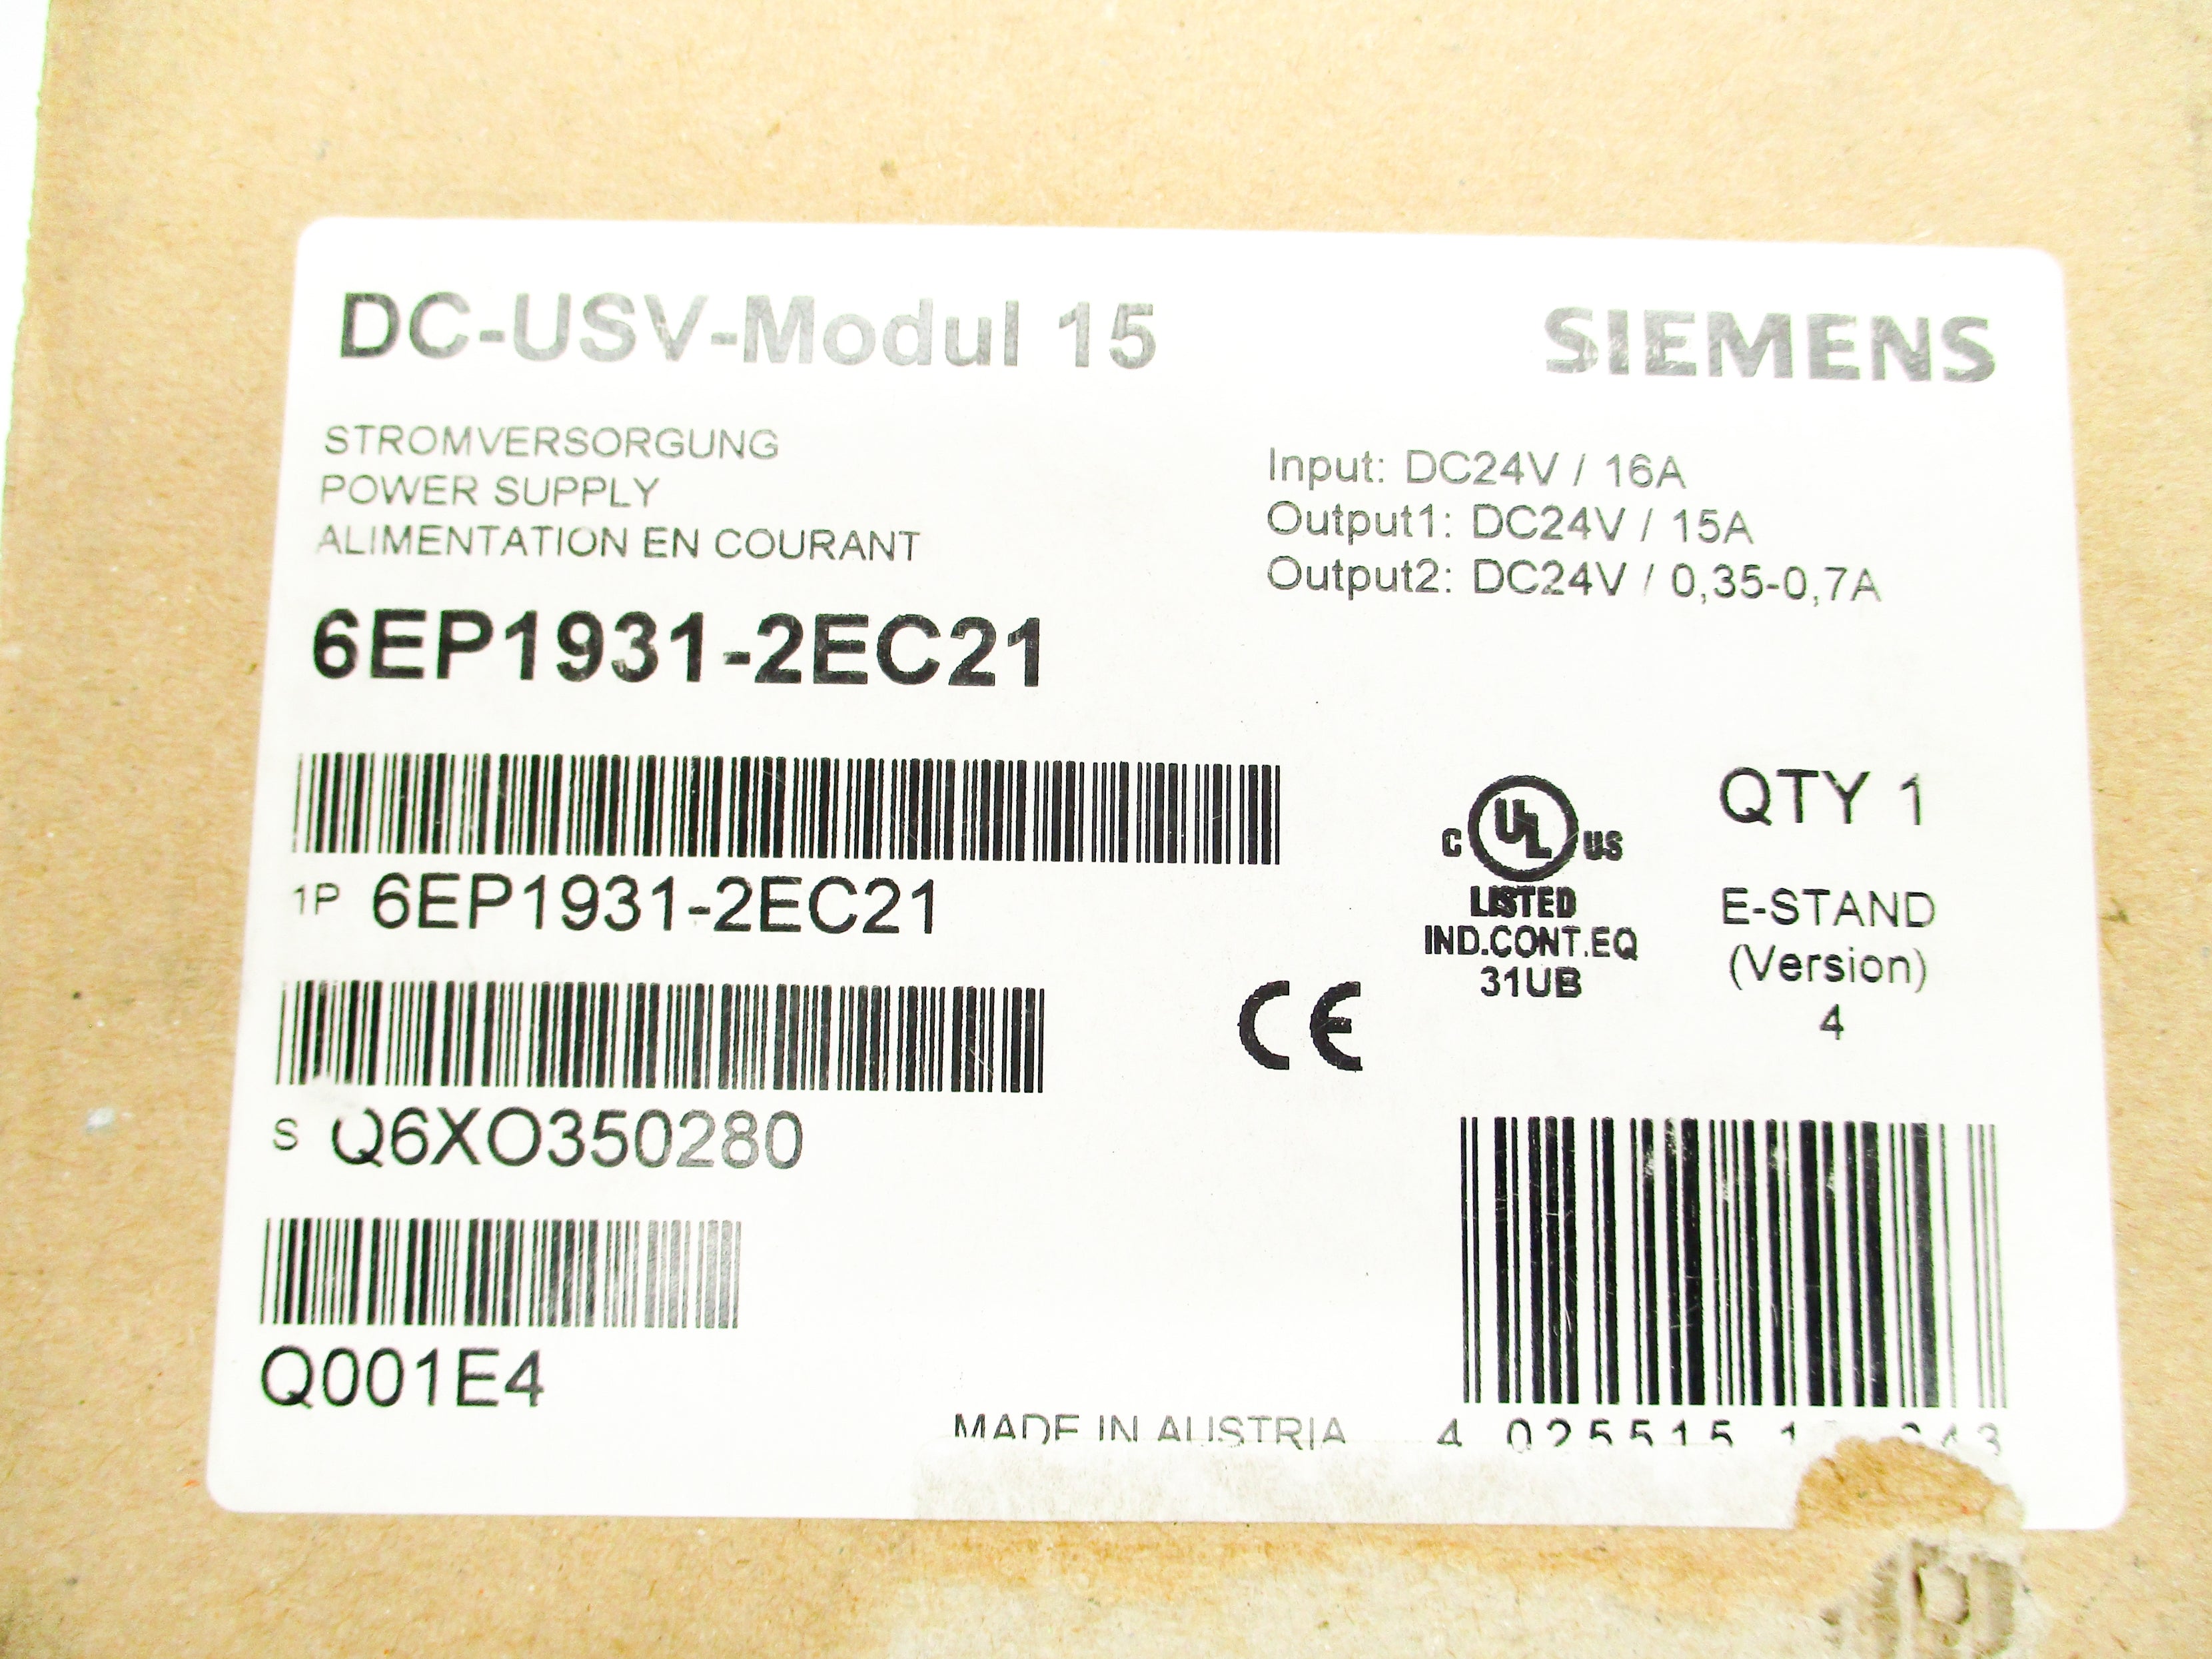 DC-USV-Modul 15
SIEMENS
STROMVERSORGUNG
POWER SUPPLY
ALIMENTATION EN COURANT
Input: DC24V / 16A
Output1: DC24V / 15A
Output2: DC24V / 0,35-0,7A
6EP1931-2EC21
1P 6EP1931-2EC21
C UL US
LISTED
IND.CONT.EQ
31UB
QTY 1
E-STAND
(Version)
4
CE
S Q6XO350280
Q001E4
MADE IN AUSTRIA
4 025515